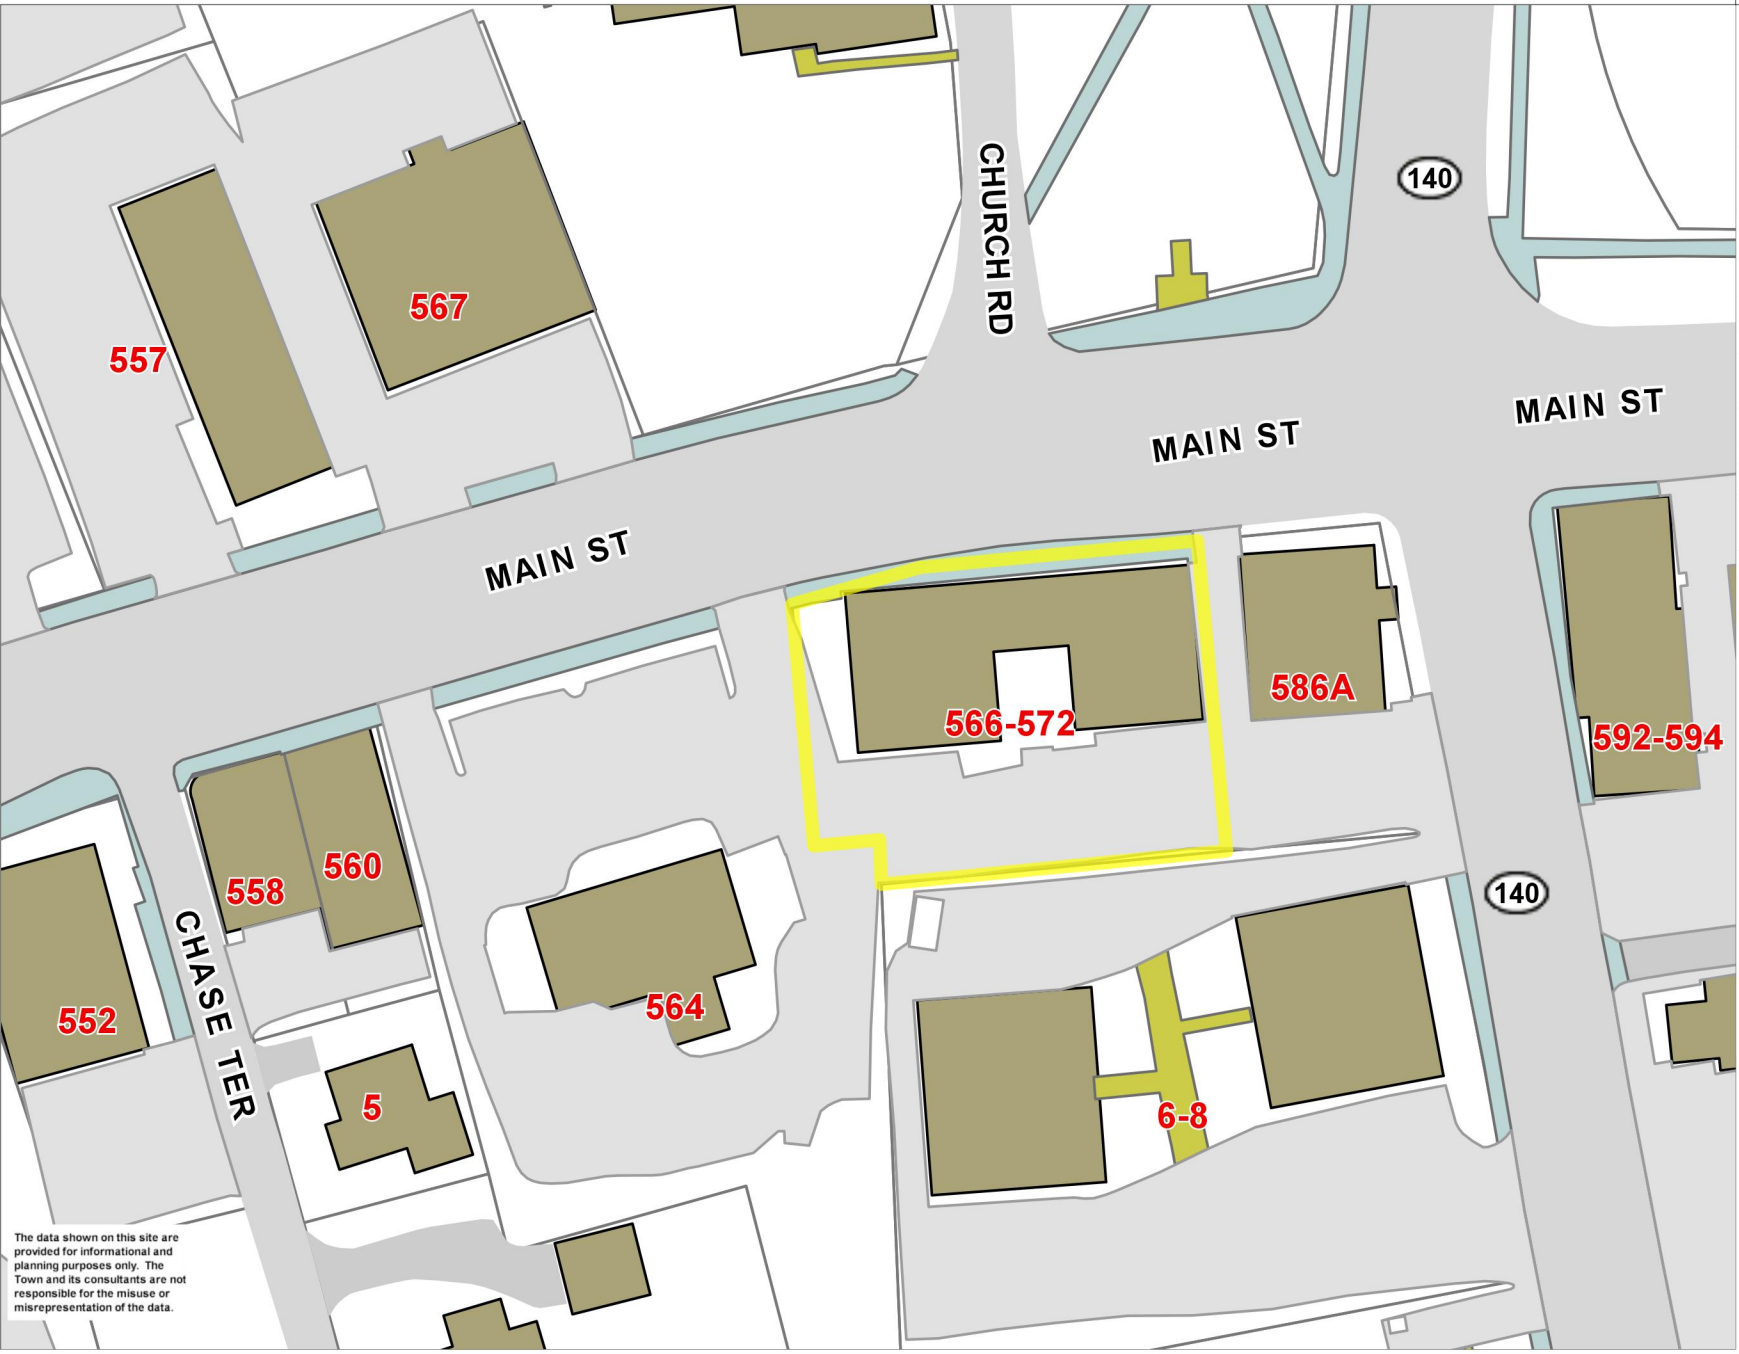 CHURCH RD
140
567
557
MAIN ST
MAIN ST
MAIN ST
586A
566-572
592-594
560
558
140
CHASE TER
564
552
5
6-8
The data shown on this site are
provided for informational and
planning purposes only. The
Town and its consultants are not
responsible for the misuse or
misrepresentation of the data.